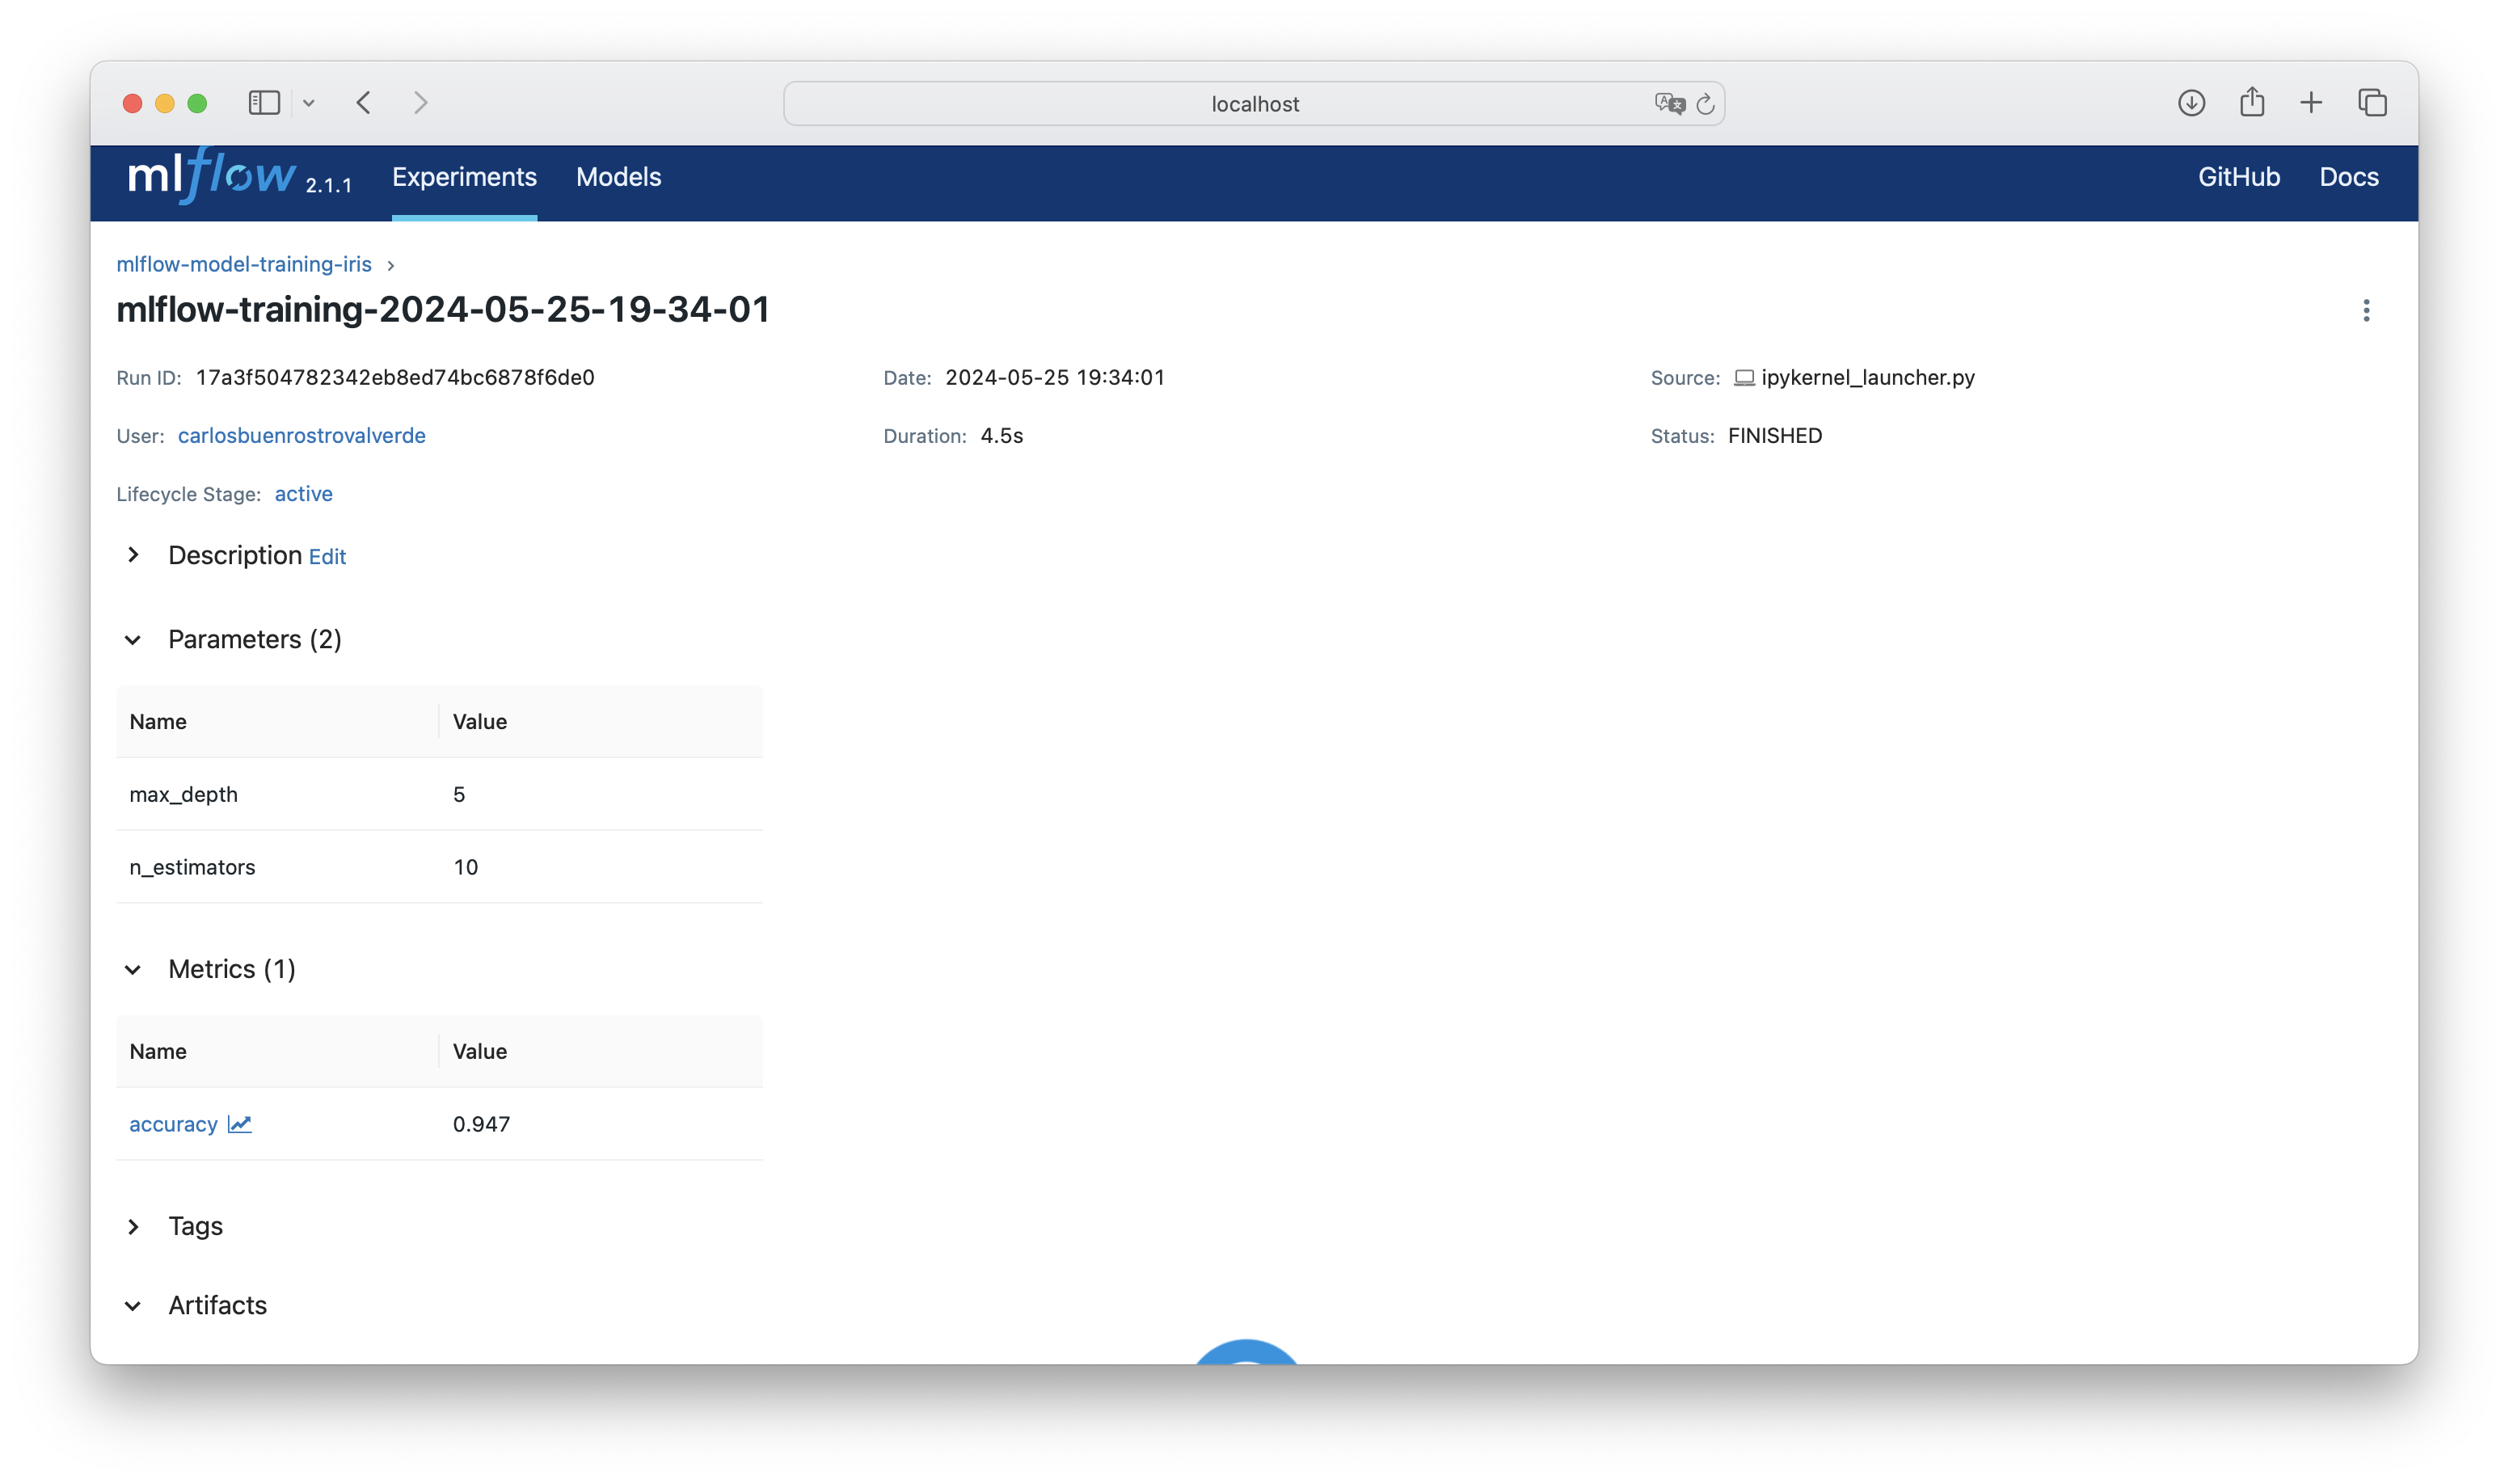 localhost
mlflow 2.1.1 Experiments Models GitHub Docs
mlflow-model-training-iris ›
mlflow-training-2024-05-25-19-34-01
Run ID: 17a3f504782342eb8ed74bc6878f6de0 Date: 2024-05-25 19:34:01 Source: ipykernel_launcher.py
User: carlosbuenrostrovalverde Duration: 4.5s Status: FINISHED
Lifecycle Stage: active
Description Edit
Parameters (2)
Name Value
max_depth 5
n_estimators 10
Metrics (1)
Name Value
accuracy 0.947
Tags
Artifacts